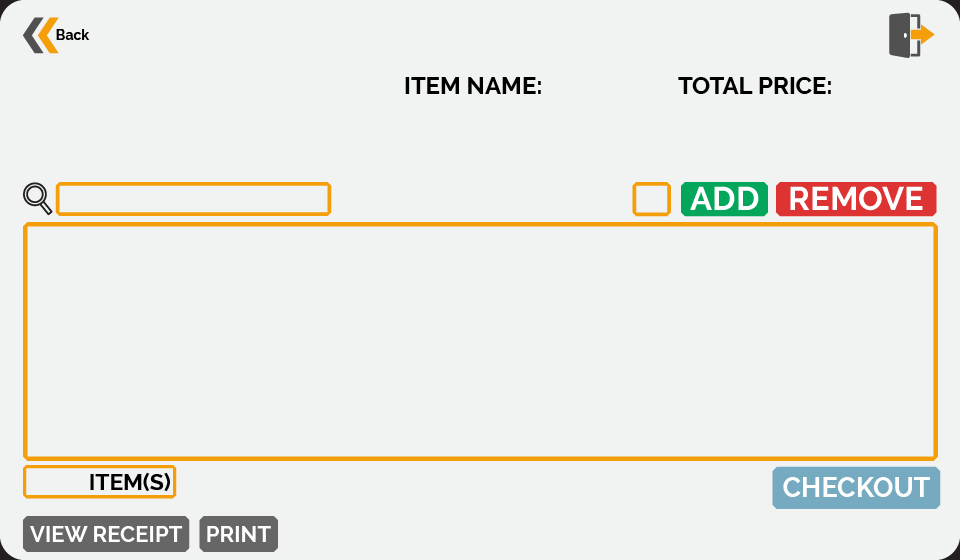 Back
ITEM NAME: TOTAL PRICE:
ADD REMOVE
ITEM(S)
CHECKOUT
VIEW RECEIPT PRINT